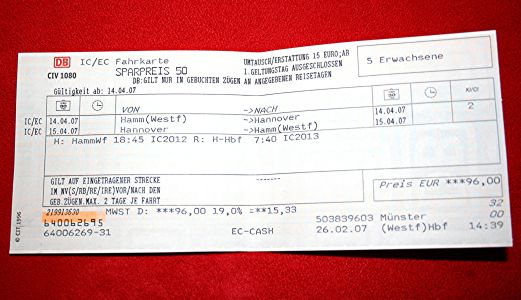 DB IC/EC Fahrkarte UMTAUSCH/ERSTATTUNG 15 EURO;AB 5 Erwachsene
CIV 1080 SPARPREIS 50 1.GELTUNGSTAG AUSGESCHLOSSEN
DB:GILT NUR IN GEBUCHTEN ZÜGEN AN ANGEGEBENEN REISETAGEN
Gültigkeit ab: 14.04.07
VON ->NACH
IC/EC 14.04.07 Hamm(Westf) ->Hannover 14.04.07 2
IC/EC 15.04.07 Hannover ->Hamm(Westf) 15.04.07
H: HammWf 18:45 IC2012 R: H-Hbf 7:40 IC2013
GILT AUF EINGETRAGENER STRECKE
IM NV(S/RB/RE/IRE)VOR/NACH DEN
GEB.ZÜGEN MAX. 2 TAGE JE FAHRT
Preis EUR ***96,00
219913630 MWST D: ***96,00 19,0% =**15,33 32
640062695 503839603 Münster 00
64006269-31 EC-CASH 26.02.07 (Westf)Hbf 14:39
© CIT 1996